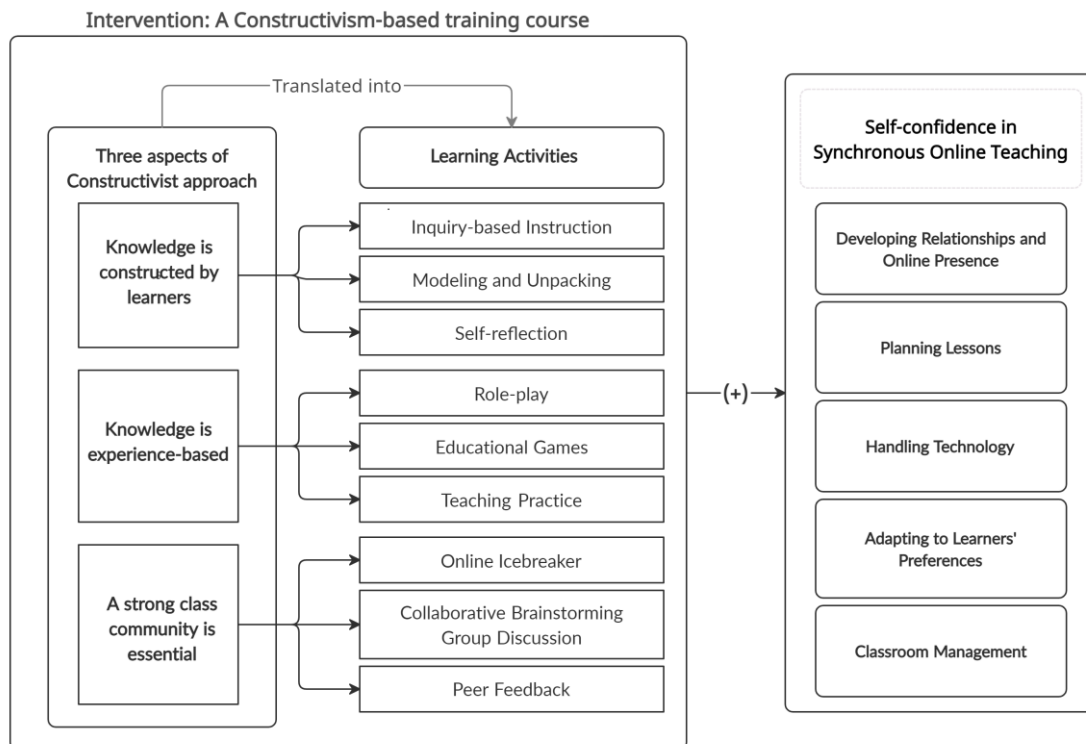 Intervention: A Constructivism-based training course
Translated into
Three aspects of
Constructivist approach
Learning Activities
Knowledge is
constructed by
learners
Inquiry-based Instruction
Modeling and Unpacking
Self-reflection
Knowledge is
experience-based
Role-play
Educational Games
Teaching Practice
A strong class
community is
essential
Online Icebreaker
Collaborative Brainstorming
Group Discussion
Peer Feedback
(+)
Self-confidence in
Synchronous Online Teaching
Developing Relationships and
Online Presence
Planning Lessons
Handling Technology
Adapting to Learners'
Preferences
Classroom Management